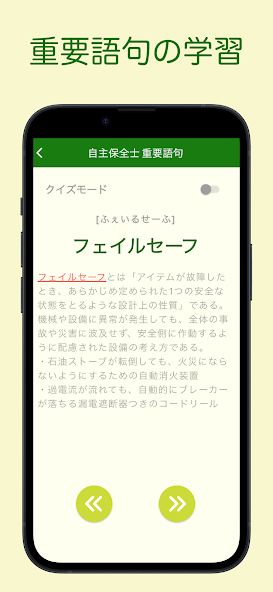 重要語句の学習
自主保全士 重要語句
クイズモード
[ふぇいるせーふ]
フェイルセーフ
フェイルセーフとは「アイテムが故障した
とき、あらかじめ定められた1つの安全な
状態をとるような設計上の性質」である。
機械や設備に異常が発生しても、全体の事
故や災害に波及せず、安全側に作動するよう
に配慮された設備の考え方である。
・石油ストーブが転倒しても、火災になら
ないようにするための自動消火装置
・過電流が流れても、自動的にブレーカー
が落ちる漏電遮断器つきのコードリール